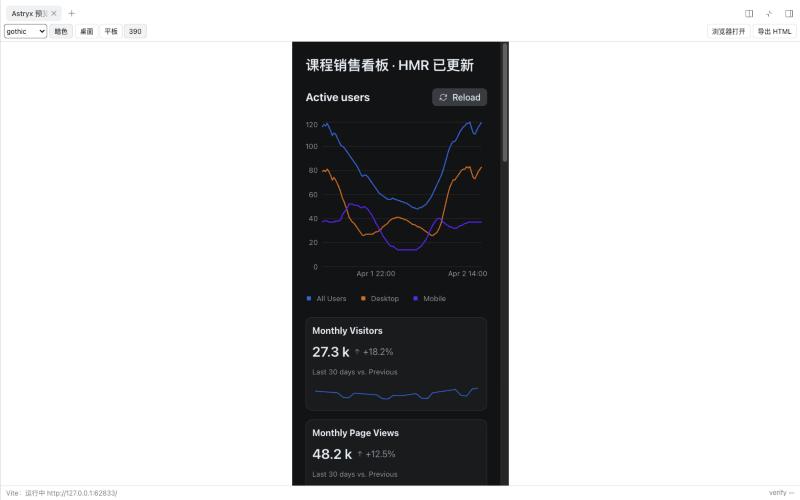 Astryx 预
gothic 暗色 桌面 平板 390 浏览器打开 导出 HTML
课程销售看板 · HMR 已更新
Active users
Reload
120
100
80
60
40
20
0
Apr 1 22:00 Apr 2 14:00
All Users Desktop Mobile
Monthly Visitors
27.3 k ↑ +18.2%
Last 30 days vs. Previous
Monthly Page Views
48.2 k ↑ +12.5%
Last 30 days vs. Previous
Vite: 运行中 http://127.0.0.1:62833/
verify —